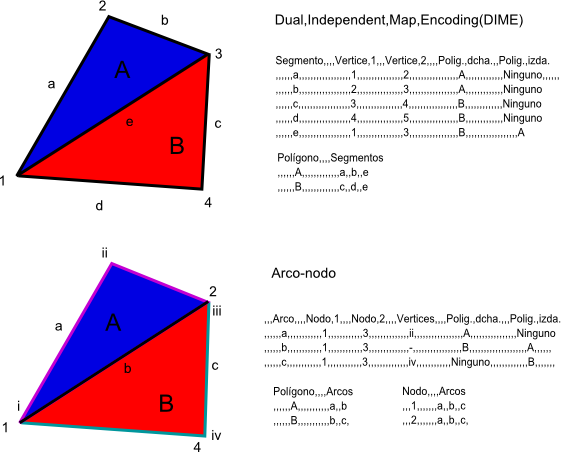 Dual,Independent,Map,Encoding(DIME)
2
b
3
A
a
e
c
B
1
d
4
Segmento,,,,Vertice,1,,,Vertice,2,,,,Polig.,dcha.,,Polig.,izda.
,,,,,,a,,,,,,,,,,,,,,,,,,1,,,,,,,,,,,,,,,,2,,,,,,,,,,,,,,,,,A,,,,,,,,,,,,,Ninguno,,,,,,
,,,,,,b,,,,,,,,,,,,,,,,,,2,,,,,,,,,,,,,,,3,,,,,,,,,,,,,,,,,A,,,,,,,,,,,,,Ninguno
,,,,,,c,,,,,,,,,,,,,,,,,,3,,,,,,,,,,,,,,,4,,,,,,,,,,,,,,,,,B,,,,,,,,,,,,,Ninguno
,,,,,,d,,,,,,,,,,,,,,,,,,4,,,,,,,,,,,,,,,5,,,,,,,,,,,,,,,,,B,,,,,,,,,,,,,Ninguno
,,,,,,e,,,,,,,,,,,,,,,,,,1,,,,,,,,,,,,,,,3,,,,,,,,,,,,,,,,,B,,,,,,,,,,,,,,,,,,A
Polígono,,,,Segmentos
,,,,,,A,,,,,,,,,,,,,a,,b,,e
,,,,,,B,,,,,,,,,,,,,c,,d,,e
Arco-nodo
ii
2
iii
a
A
b
c
B
i
1
iv
4
,,,Arco,,,,Nodo,1,,,,Nodo,2,,,,Vertices,,,,Polig.,dcha.,,,Polig.,izda.
,,,,,,a,,,,,,,,,,,,1,,,,,,,,,,,,3,,,,,,,,,,,,,,ii,,,,,,,,,,,,,,,,,A,,,,,,,,,,,,,,,,Ninguno
,,,,,,b,,,,,,,,,,,,1,,,,,,,,,,,,3,,,,,,,,,,,,,,-,,,,,,,,,,,,,,,,,B,,,,,,,,,,,,,,,,,,,,A,,,,,,
,,,,,,c,,,,,,,,,,,,1,,,,,,,,,,,,3,,,,,,,,,,,,,,iv,,,,,,,,,,,,Ninguno,,,,,,,,,,,,,,B,,,,,,
Polígono,,,,Arcos
,,,,,,A,,,,,,,,,,,a,,b
,,,,,,B,,,,,,,,,,,b,,c,
Nodo,,,,Arcos
,,,1,,,,,,,a,,b,,c
,,,2,,,,,,,a,,b,,c,